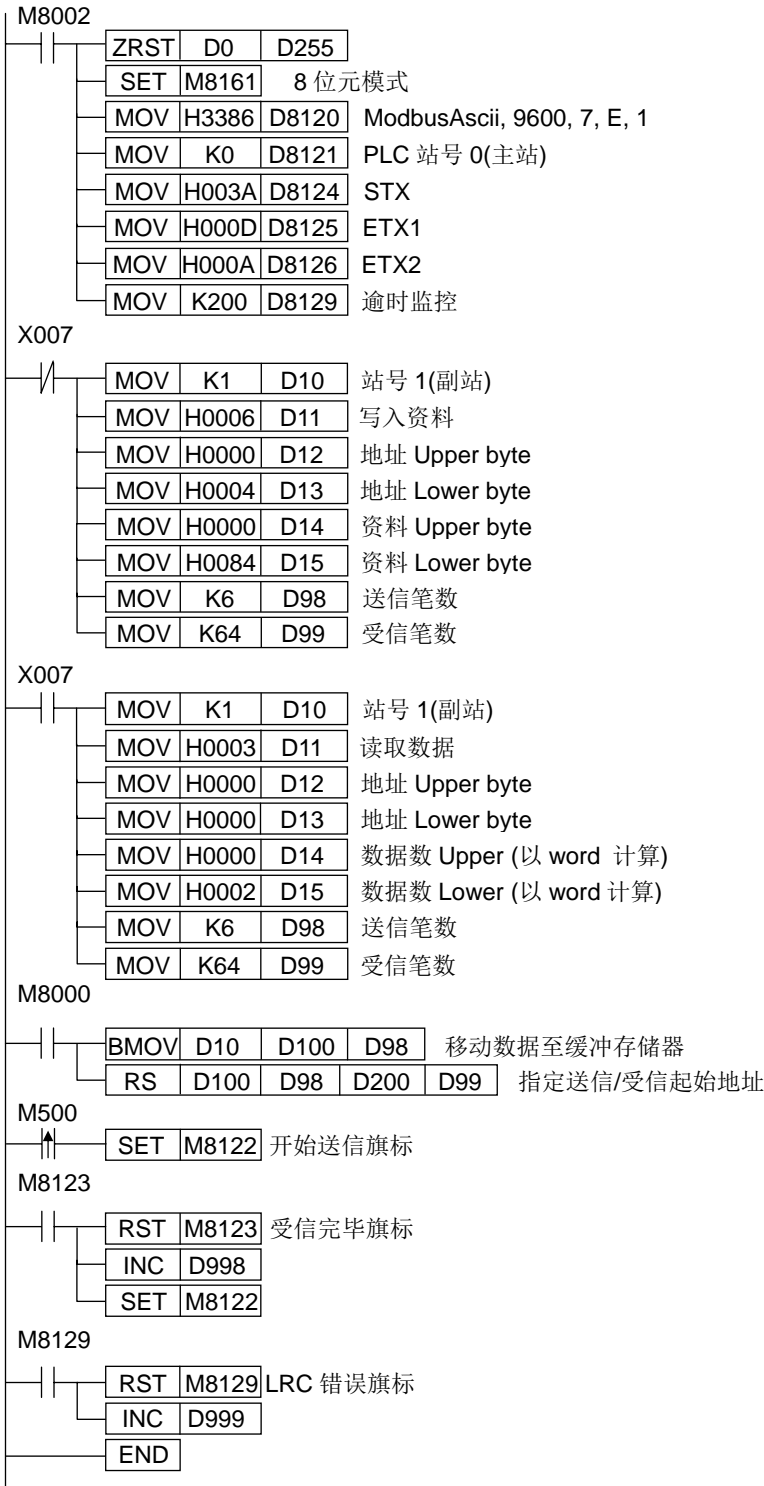 M8002
ZRST D0 D255
SET M8161 8 位元模式
MOV H3386 D8120 ModbusAscii, 9600, 7, E, 1
MOV K0 D8121 PLC 站号 0(主站)
MOV H003A D8124 STX
MOV H000D D8125 ETX1
MOV H000A D8126 ETX2
MOV K200 D8129 逾时监控
X007
MOV K1 D10 站号 1(副站)
MOV H0006 D11 写入资料
MOV H0000 D12 地址 Upper byte
MOV H0004 D13 地址 Lower byte
MOV H0000 D14 资料 Upper byte
MOV H0084 D15 资料 Lower byte
MOV K6 D98 送信笔数
MOV K64 D99 受信笔数
X007
MOV K1 D10 站号 1(副站)
MOV H0003 D11 读取数据
MOV H0000 D12 地址 Upper byte
MOV H0000 D13 地址 Lower byte
MOV H0000 D14 数据数 Upper (以 word 计算)
MOV H0002 D15 数据数 Lower (以 word 计算)
MOV K6 D98 送信笔数
MOV K64 D99 受信笔数
M8000
BMOV D10 D100 D98 移动数据至缓冲存储器
RS D100 D98 D200 D99 指定送信/受信起始地址
M500
SET M8122 开始送信旗标
M8123
RST M8123 受信完毕旗标
INC D998
SET M8122
M8129
RST M8129 LRC 错误旗标
INC D999
END